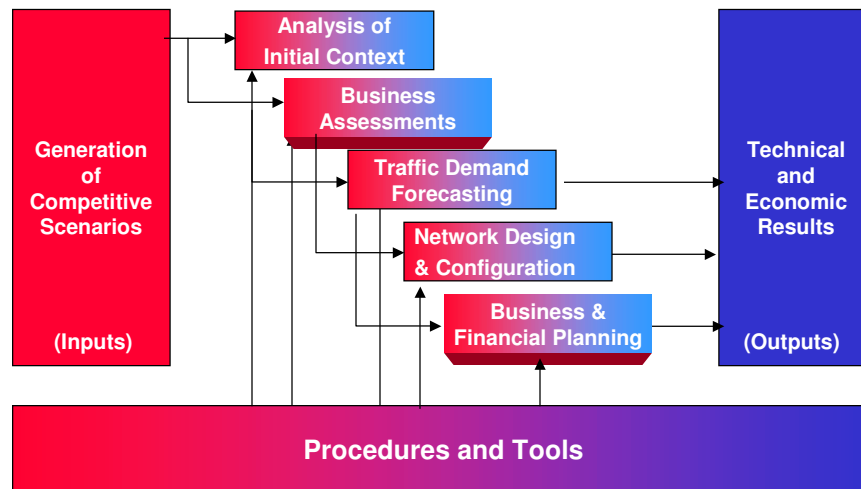 Generation
of
Competitive
Scenarios
(Inputs)
Analysis of
Initial Context
Business
Assessments
Traffic Demand
Forecasting
Network Design
& Configuration
Business &
Financial Planning
Technical
and
Economic
Results
(Outputs)
Procedures and Tools